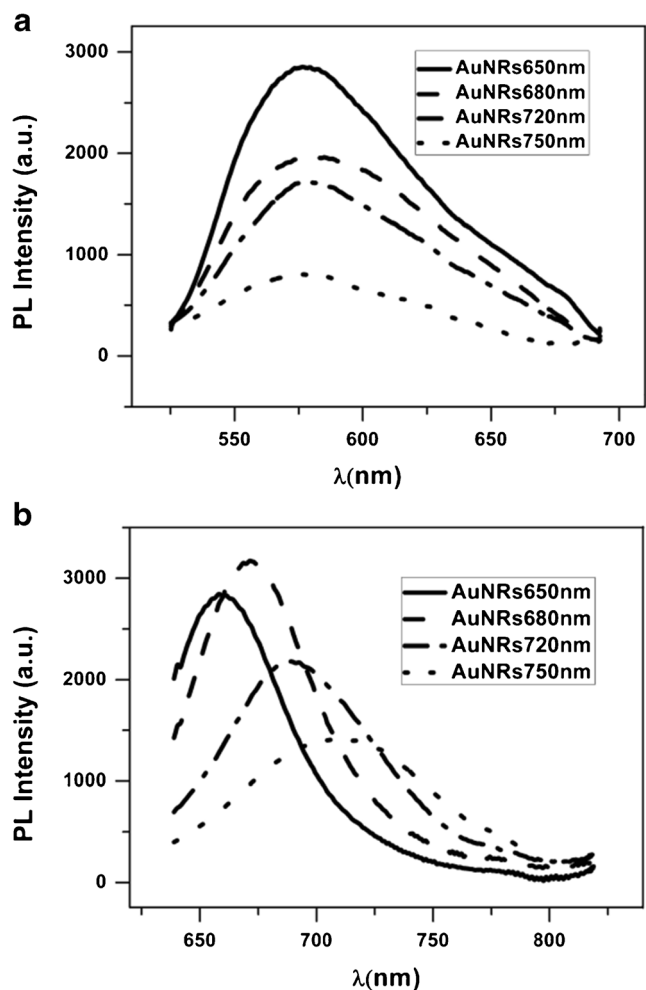 a
3000
2000
1000
0
PL Intensity (a.u.)
AuNRs650nm
AuNRs680nm
AuNRs720nm
AuNRs750nm
550 600 650 700
λ(nm)
b
3000
2000
1000
0
PL Intensity (a.u.)
AuNRs650nm
AuNRs680nm
AuNRs720nm
AuNRs750nm
650 700 750 800
λ(nm)